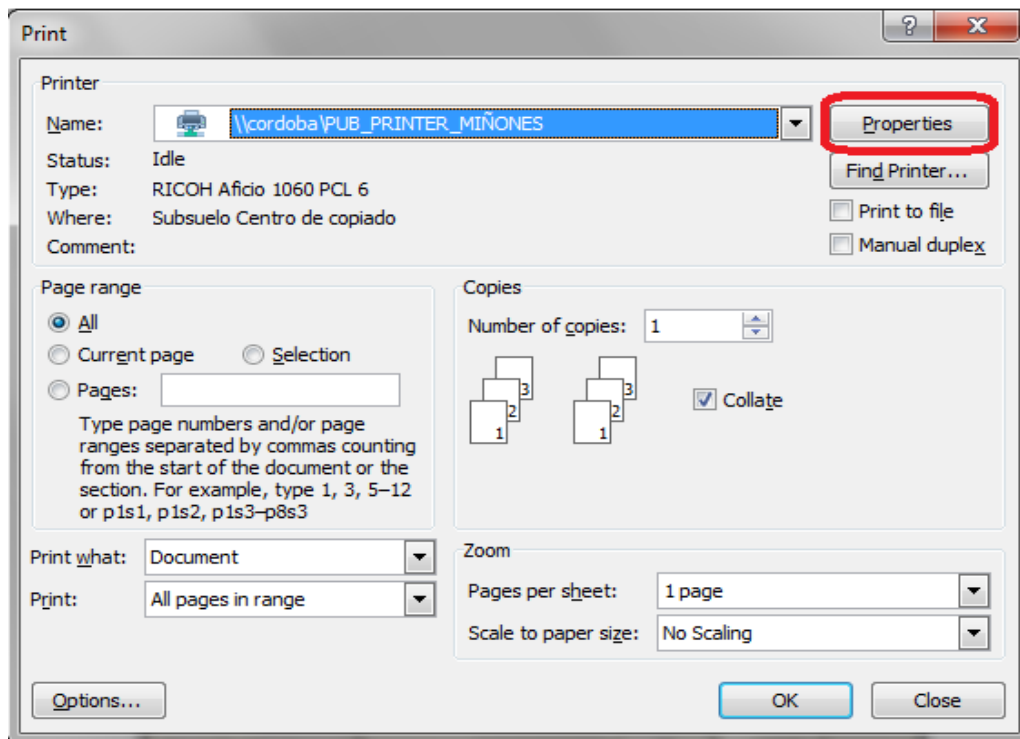 Print
Printer
Name: \\cordoba\PUB_PRINTER_MIÑONES Properties
Status: Idle Find Printer...
Type: RICOH Aficio 1060 PCL 6
Where: Subsuelo Centro de copiado Print to file
Comment: Manual duplex
Page range
All
Current page Selection
Pages:
Type page numbers and/or page
ranges separated by commas counting
from the start of the document or the
section. For example, type 1, 3, 5–12
or p1s1, p1s2, p1s3–p8s3
Copies
Number of copies: 1
3 3
2 2
1 1
Collate
Print what: Document
Print: All pages in range
Zoom
Pages per sheet: 1 page
Scale to paper size: No Scaling
Options... OK Close